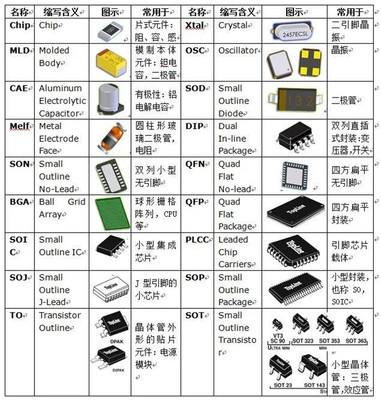 名称 缩写含义 图示 常用于 名称 缩写含义 图示 常用于
Chip Chip 片式元件:阻、容、感
Xtal Crystal 2457ECSL 二引脚晶振
MLD Molded Body 模制本体元件:钽电容,二极管
OSC Oscillator 晶振
CAE Aluminum Electrolytic Capacitor 有极性:铝电解电容
SOD Small Outline Diode 二极管
Melf Metal Electrode Face 圆柱形玻璃二极管,电阻
DIP Dual In-line Package 双列直插式封装:变压器,开关
SON Small Outline No-Lead 双列小型无引脚
QFN Quad Flat No-lead 四方扁平无引脚
BGA Ball Grid Array 球形栅格阵列,CPU等
QFP Quad Flat Package TopLine 四方扁平封装
SOIC Small Outline IC 小型集成芯片
PLCC Leaded Chip Carriers TopLine 引脚芯片载体
SOJ Small Outline J-Lead TopLine J型引脚的小芯片
SOP Small Outline Package TopLine 小型封装,也称 SO,SOIC
TO Transistor Outline DPAK D2PAK 晶体管外形的贴片元件:电源模块
SOT Small Outline Transistor VT3 SC 90 SOT 323 SOT 353 SOT 363 ULTRA MINI MINI SOT 23 SOT 143 小型晶体管:三极管,效应管